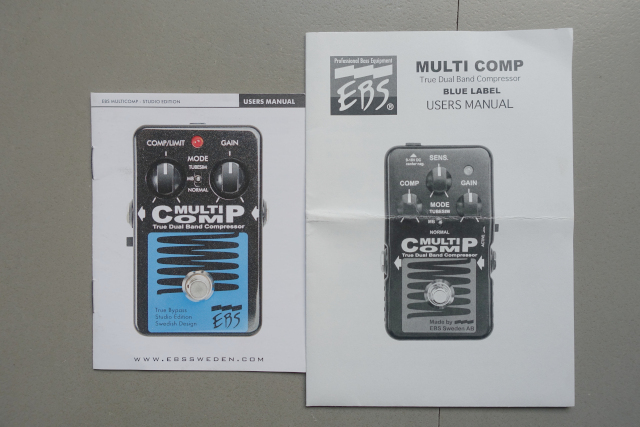 EBS MULTICOMP - STUDIO EDITION
USERS MANUAL
COMP/LIMIT
GAIN
MODE
TUBESIM
MB
NORMAL
MULTI
COMP
True Dual Band Compressor
True Bypass
Studio Edition
Swedish Design
EBS
WWW.EBSSWEDEN.COM
Professional Bass Equipment
EBS®
MULTI COMP
True Dual Band Compressor
BLUE LABEL
USERS MANUAL
SENS.
COMP
GAIN
MODE
TUBESIM
MB
NORMAL
MULTI
COMP
True Dual Band Compressor
Made by
EBS Sweden AB